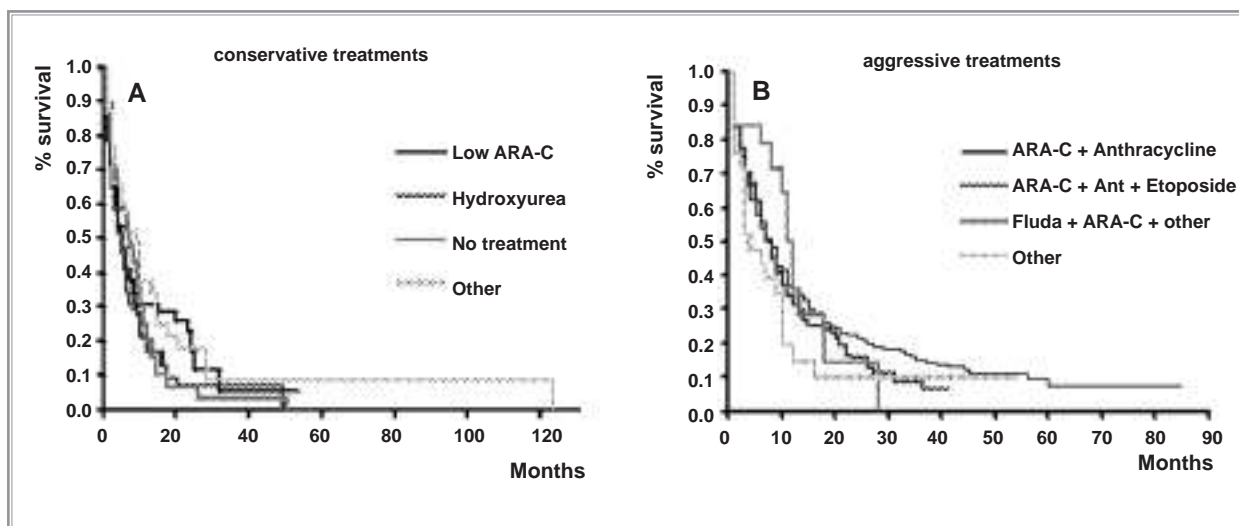 conservative treatments
A
% survival
1.0
0.9
0.8
0.7
0.6
0.5
0.4
0.3
0.2
0.1
0.0
Low ARA-C
Hydroxyurea
No treatment
Other
0 20 40 60 80 100 120
Months
aggressive treatments
B
% survival
1.0
0.9
0.8
0.7
0.6
0.5
0.4
0.3
0.2
0.1
0.0
ARA-C + Anthracycline
ARA-C + Ant + Etoposide
Fluda + ARA-C + other
Other
0 10 20 30 40 50 60 70 80 90
Months